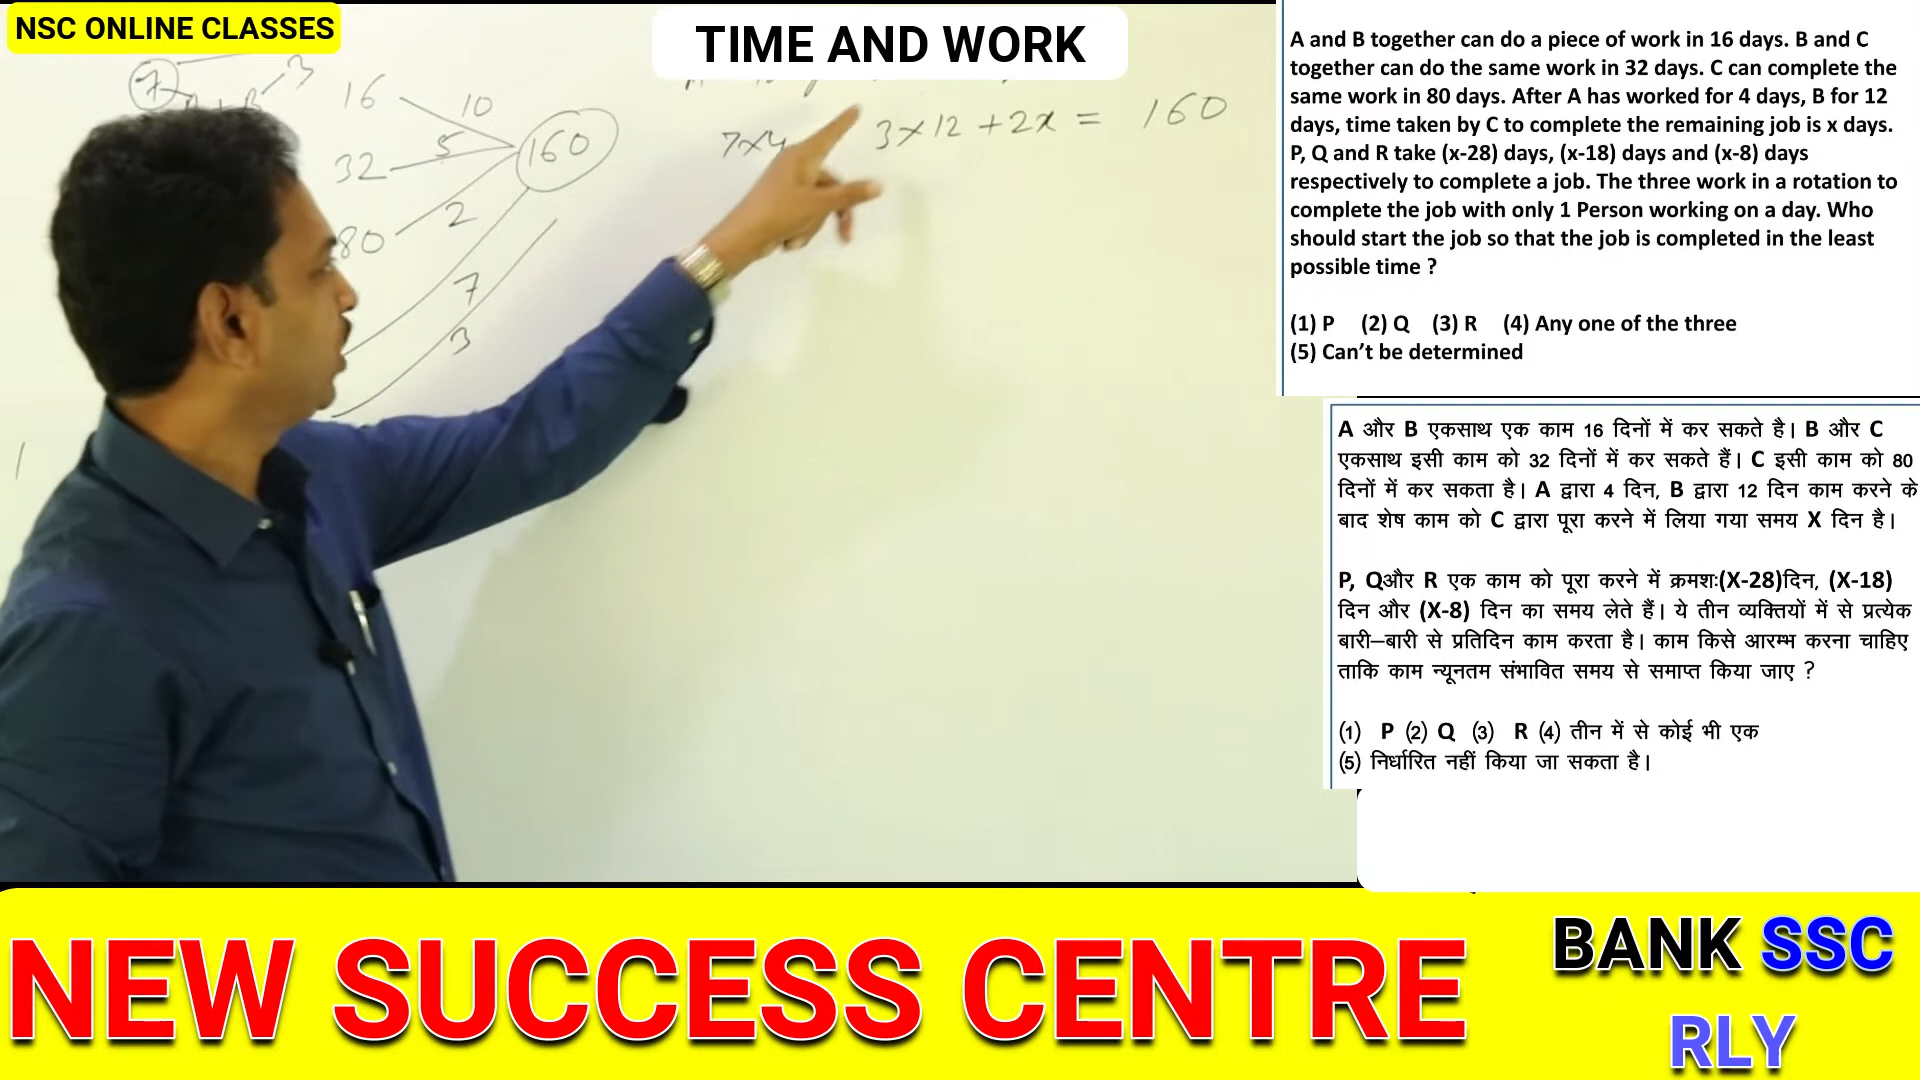 NSC ONLINE CLASSES
TIME AND WORK
7
3
16
10
5
160
32
2
80
7
3
7x4
3x12+2x = 160
A and B together can do a piece of work in 16 days. B and C
together can do the same work in 32 days. C can complete the
same work in 80 days. After A has worked for 4 days, B for 12
days, time taken by C to complete the remaining job is x days.
P, Q and R take (x-28) days, (x-18) days and (x-8) days
respectively to complete a job. The three work in a rotation to
complete the job with only 1 Person working on a day. Who
should start the job so that the job is completed in the least
possible time ?
(1) P (2) Q (3) R (4) Any one of the three
(5) Can’t be determined
A और B एकसाथ एक काम 16 दिनों में कर सकते है। B और C
एकसाथ इसी काम को 32 दिनों में कर सकते हैं। C इसी काम को 80
दिनों में कर सकता है। A द्वारा 4 दिन, B द्वारा 12 दिन काम करने के
बाद शेष काम को C द्वारा पूरा करने में लिया गया समय X दिन है।
P, Qऔर R एक काम को पूरा करने में क्रमशः(X-28)दिन, (X-18)
दिन और (X-8) दिन का समय लेते हैं। ये तीन व्यक्तियों में से प्रत्येक
बारी–बारी से प्रतिदिन काम करता है। काम किसे आरम्भ करना चाहिए
ताकि काम न्यूनतम संभावित समय से समाप्त किया जाए ?
(1) P (2) Q (3) R (4) तीन में से कोई भी एक
(5) निर्धारित नहीं किया जा सकता है।
NEW SUCCESS CENTRE
BANK SSC
RLY